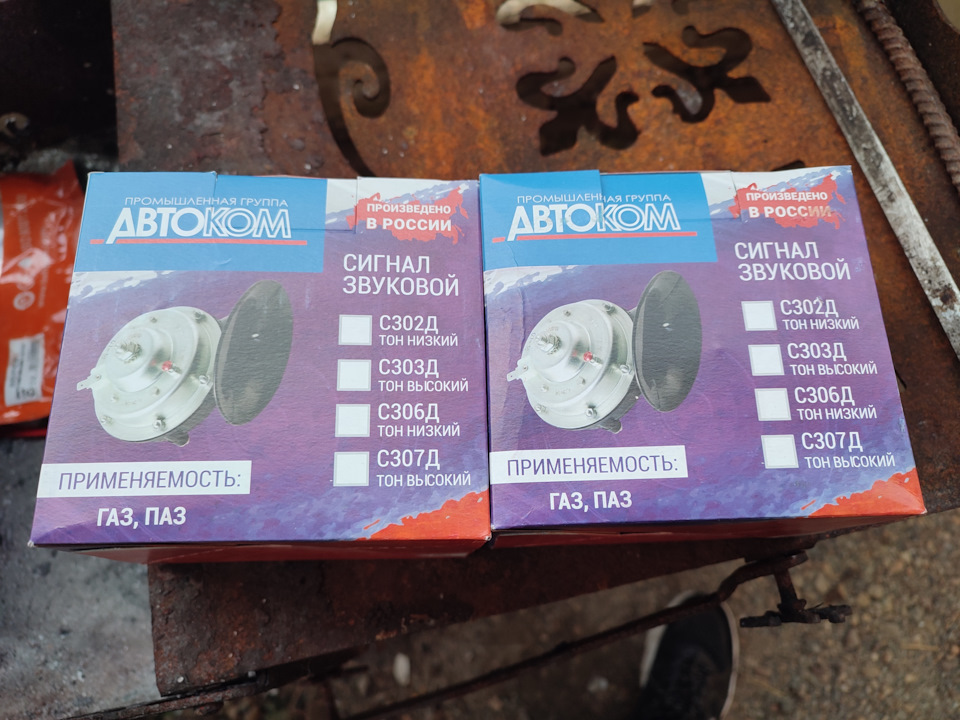 ПРОМЫШЛЕННАЯ ГРУППА
АВТОКОМ
ПРОИЗВЕДЕНО
В РОССИИ
СИГНАЛ
ЗВУКОВОЙ
С302Д
ТОН НИЗКИЙ
С303Д
ТОН ВЫСОКИЙ
С306Д
ТОН НИЗКИЙ
С307Д
ТОН ВЫСОКИЙ
ПРИМЕНЯЕМОСТЬ:
ГАЗ, ПАЗ
ПРОМЫШЛЕННАЯ ГРУППА
АВТОКОМ
ПРОИЗВЕДЕНО
В РОССИИ
СИГНАЛ
ЗВУКОВОЙ
С302Д
ТОН НИЗКИЙ
С303Д
ТОН ВЫСОКИЙ
С306Д
ТОН НИЗКИЙ
С307Д
ТОН ВЫСОКИЙ
ПРИМЕНЯЕМОСТЬ:
ГАЗ, ПАЗ